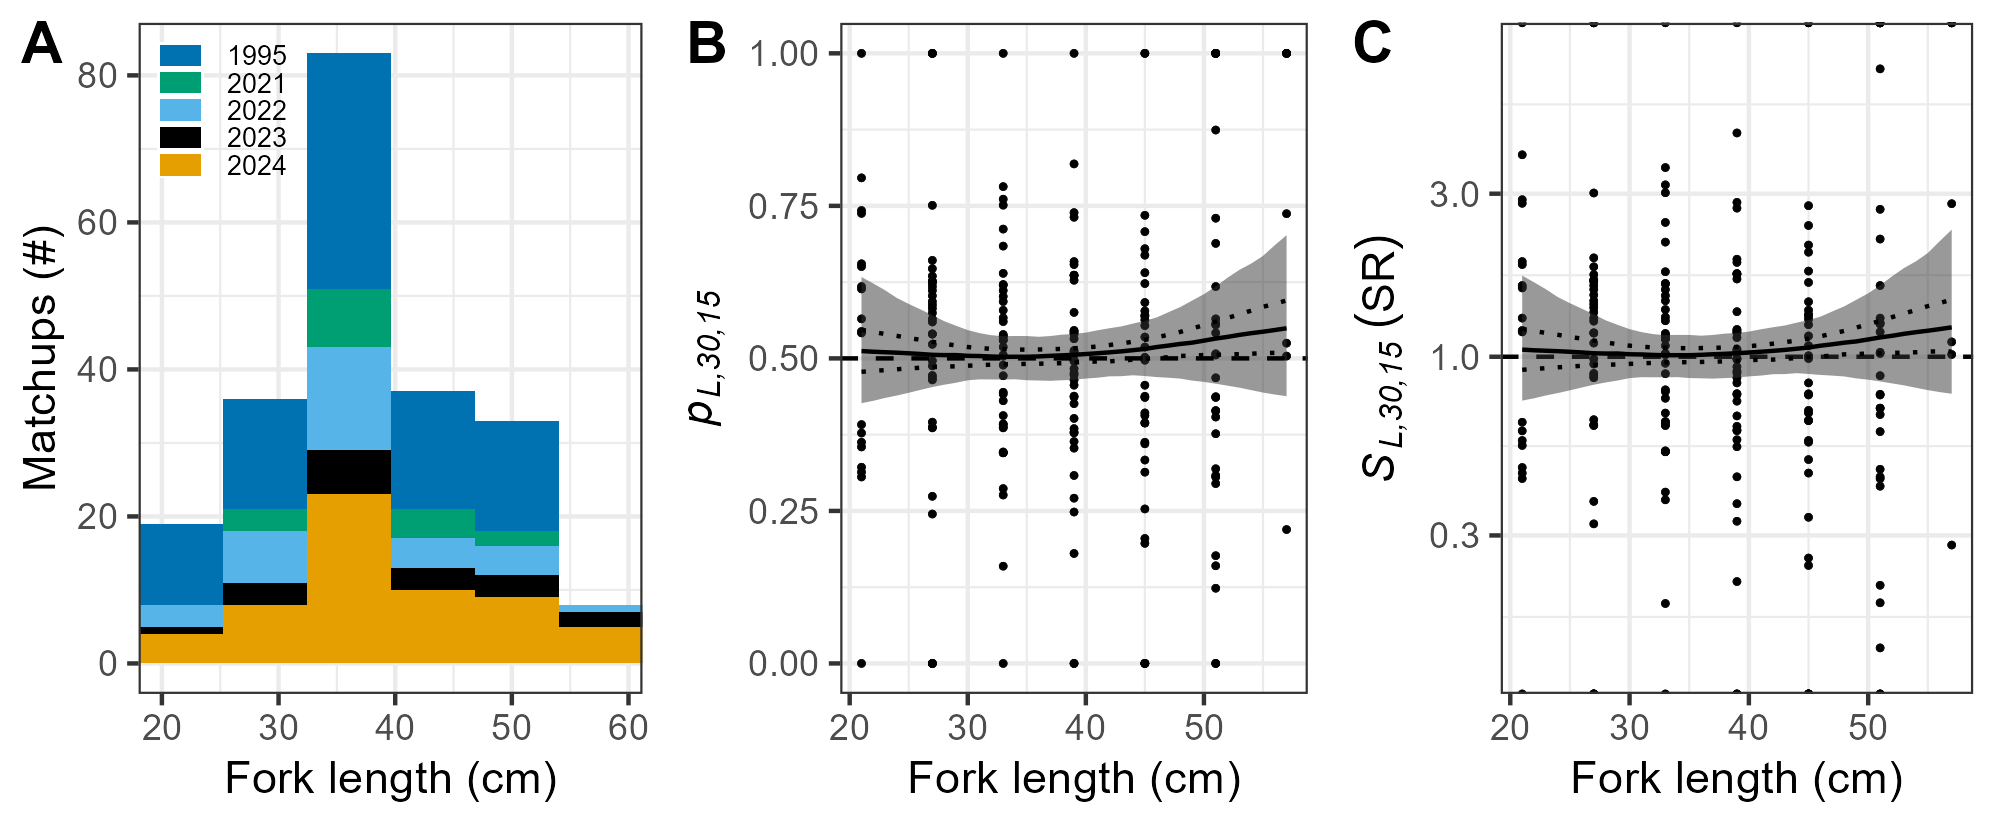 A
1995
2021
2022
2023
2024
Matchups (#)
80
60
40
20
0
20 30 40 50 60
Fork length (cm)
B
pL,30,15
1.00
0.75
0.50
0.25
0.00
20 30 40 50
Fork length (cm)
C
SL,30,15 (SR)
3.0
1.0
0.3
20 30 40 50
Fork length (cm)